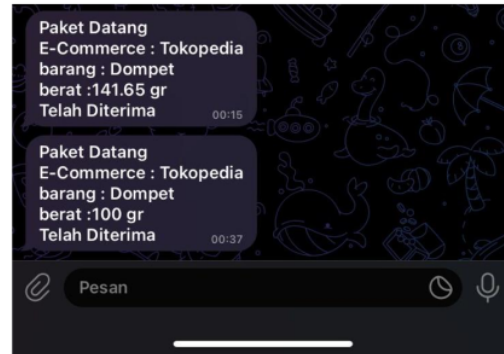 Paket Datang
E-Commerce : Tokopedia
barang : Dompet
berat :141.65 gr
Telah Diterima
00:15
Paket Datang
E-Commerce : Tokopedia
barang : Dompet
berat :100 gr
Telah Diterima
00:37
Pesan